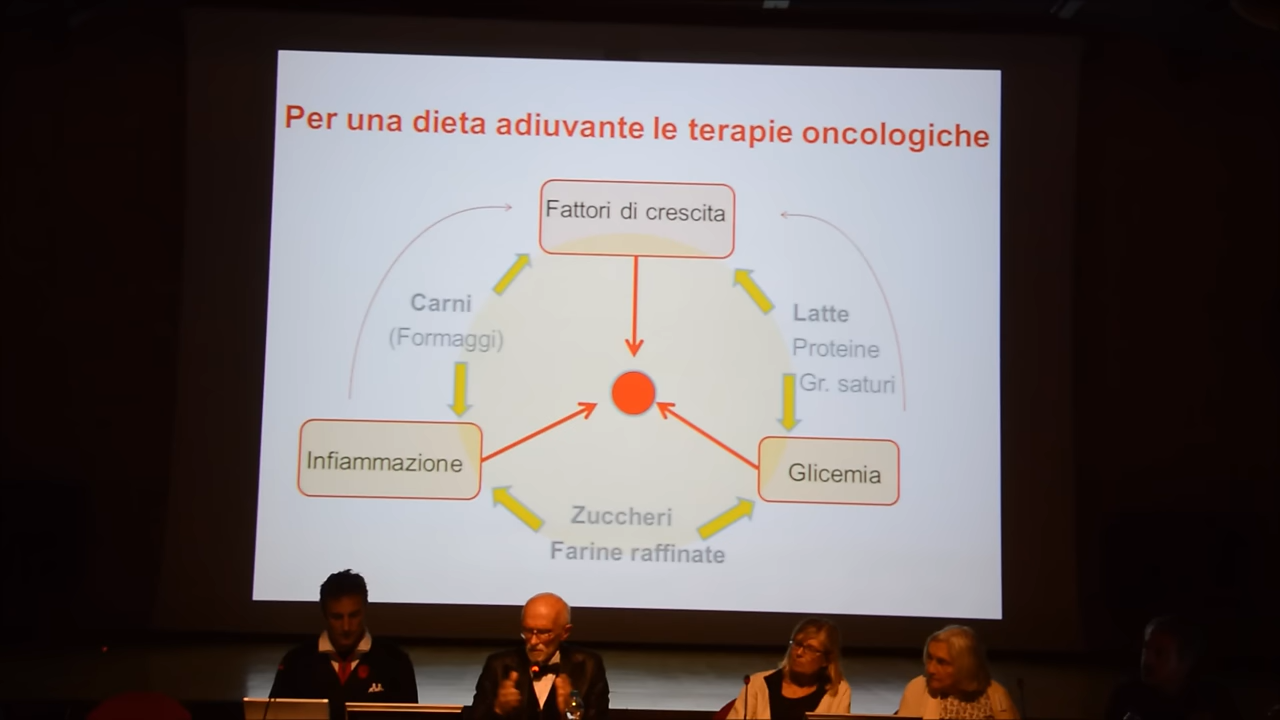 Per una dieta adiuvante le terapie oncologiche
Fattori di crescita
Carni
(Formaggi)
Latte
Proteine
Gr. saturi
Infiammazione
Glicemia
Zuccheri
Farine raffinate